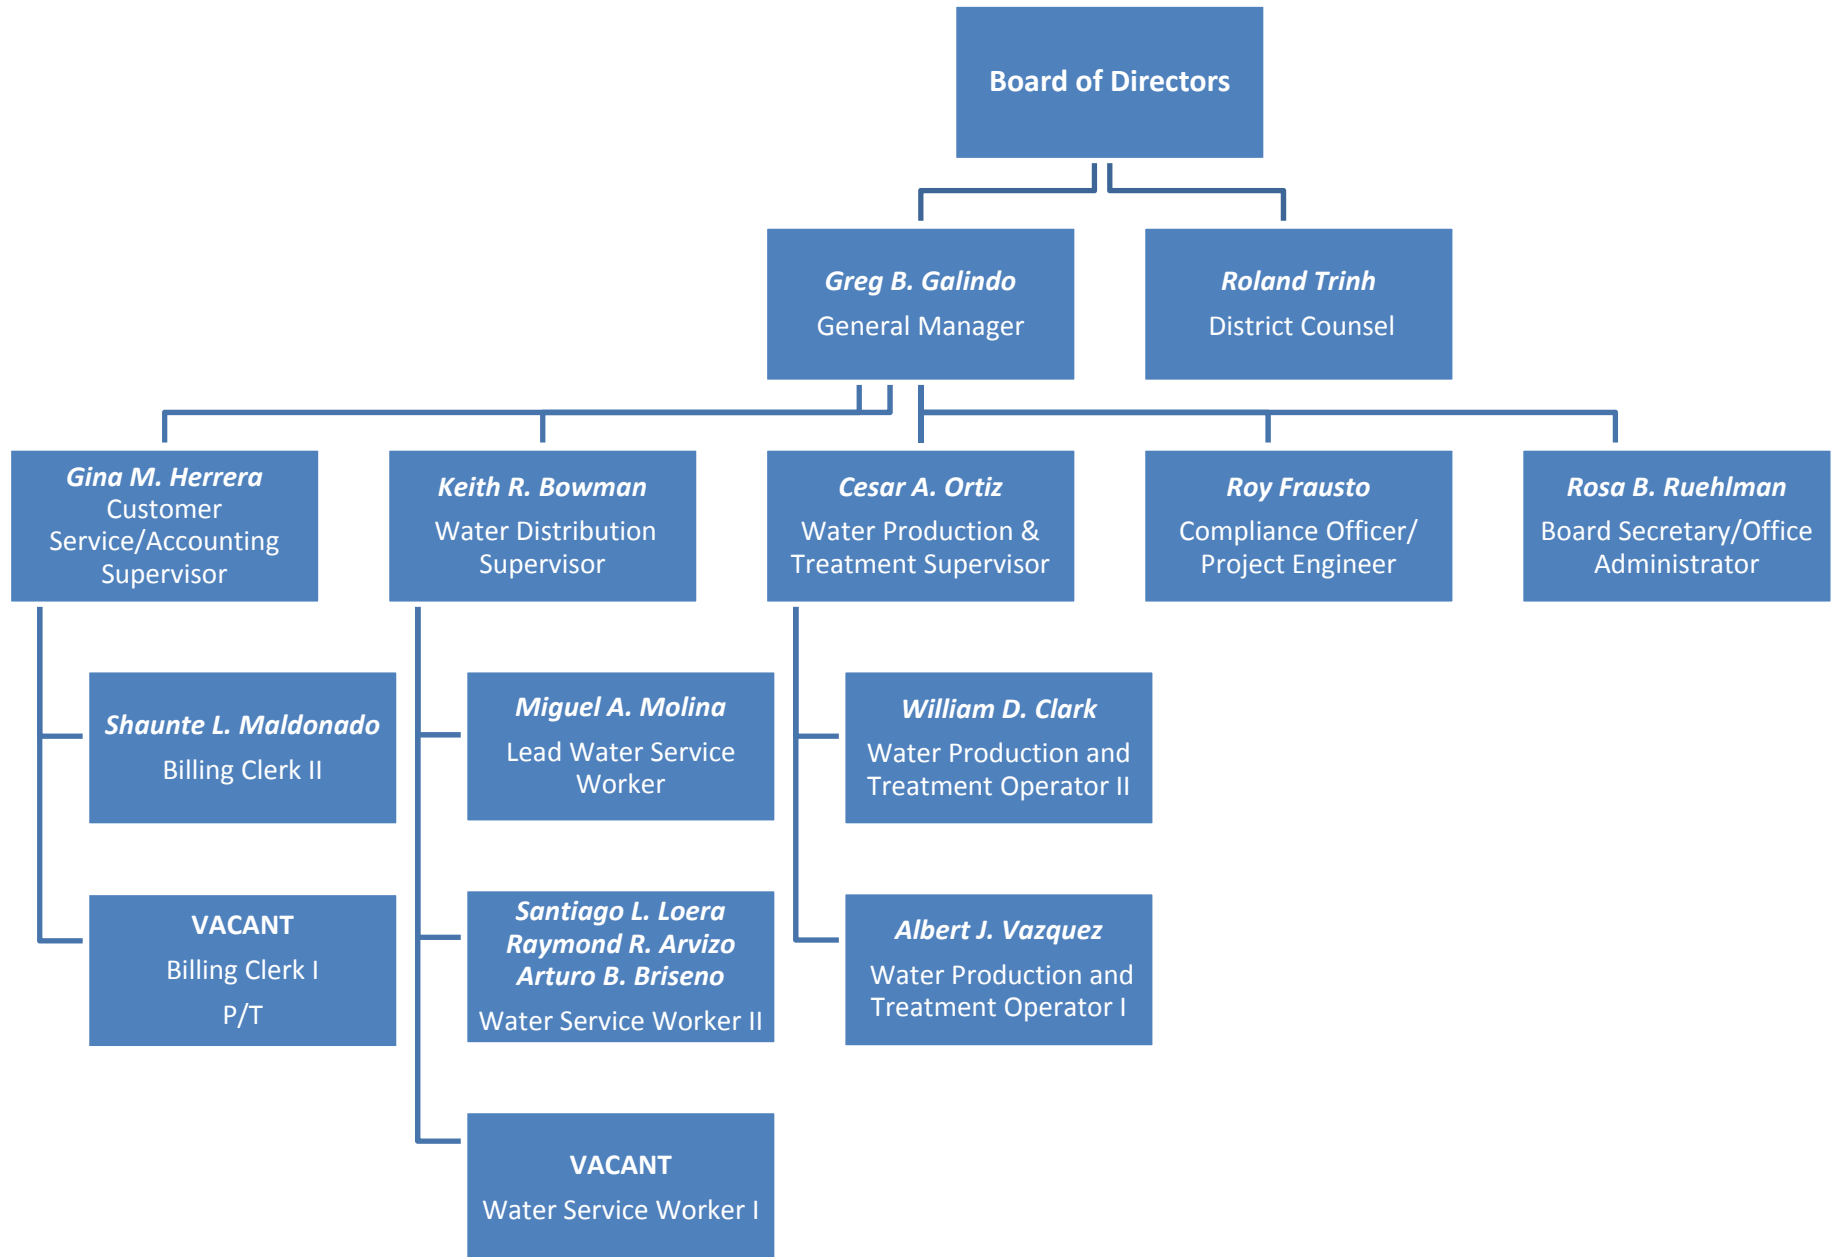 Board of Directors
Greg B. Galindo
General Manager
Roland Trinh
District Counsel
Gina M. Herrera
Customer
Service/Accounting
Supervisor
Keith R. Bowman
Water Distribution
Supervisor
Cesar A. Ortiz
Water Production &
Treatment Supervisor
Roy Frausto
Compliance Officer/
Project Engineer
Rosa B. Ruehlman
Board Secretary/Office
Administrator
Shaunte L. Maldonado
Billing Clerk II
Miguel A. Molina
Lead Water Service
Worker
William D. Clark
Water Production and
Treatment Operator II
VACANT
Billing Clerk I
P/T
Santiago L. Loera
Raymond R. Arvizo
Arturo B. Briseno
Water Service Worker II
Albert J. Vazquez
Water Production and
Treatment Operator I
VACANT
Water Service Worker I